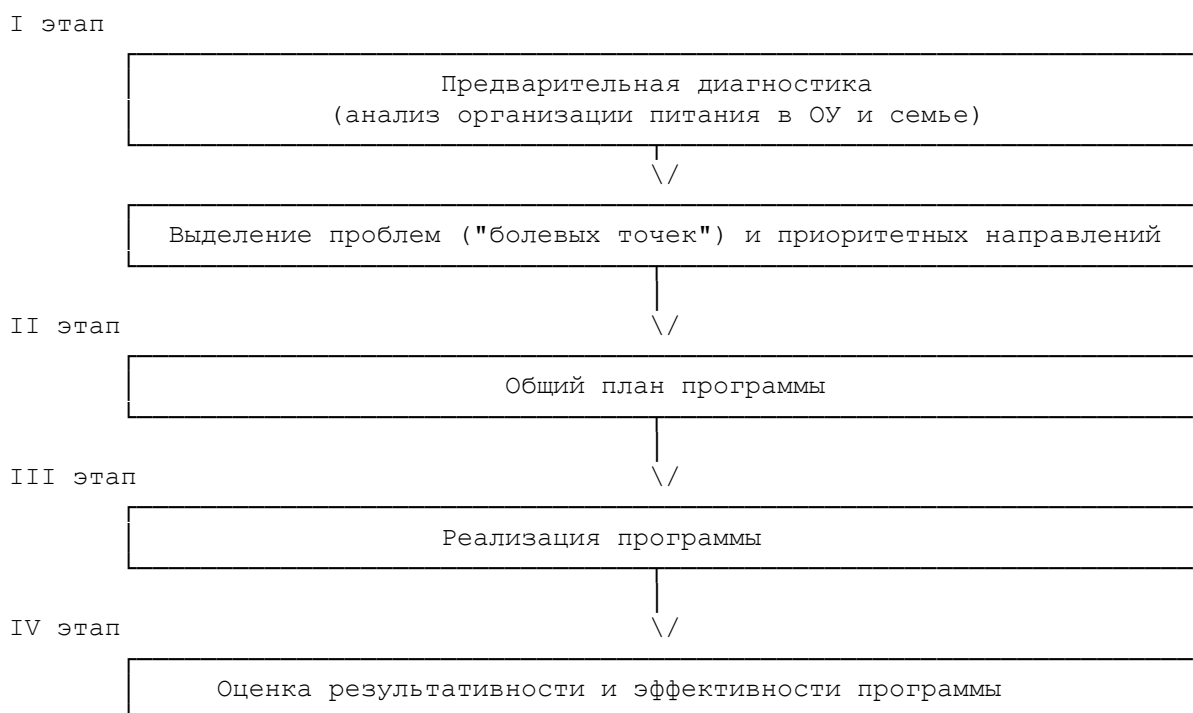 I этап
Предварительная диагностика
(анализ организации питания в ОУ и семье)
Выделение проблем ("болевых точек") и приоритетных направлений
II этап
Общий план программы
III этап
Реализация программы
IV этап
Оценка результативности и эффективности программы